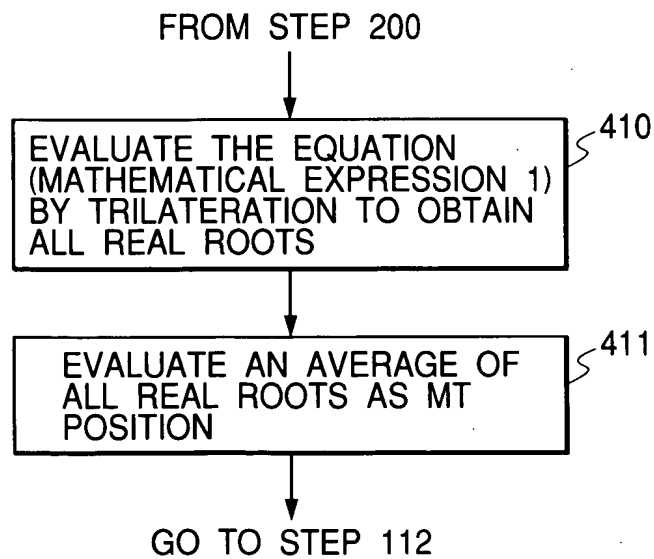 FROM STEP 200
410
EVALUATE THE EQUATION
(MATHEMATICAL EXPRESSION 1)
BY TRILATERATION TO OBTAIN
ALL REAL ROOTS
411
EVALUATE AN AVERAGE OF
ALL REAL ROOTS AS MT
POSITION
GO TO STEP 112